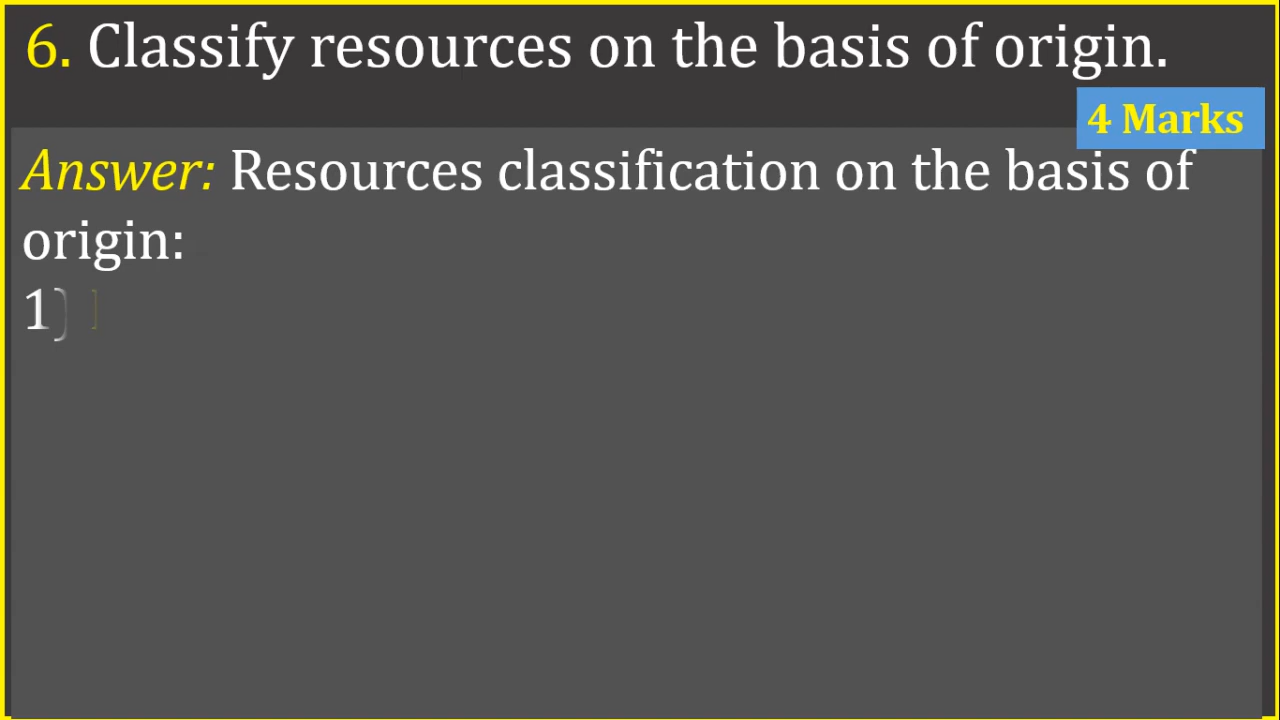 6. Classify resources on the basis of origin.
4 Marks
Answer: Resources classification on the basis of
origin:
1)